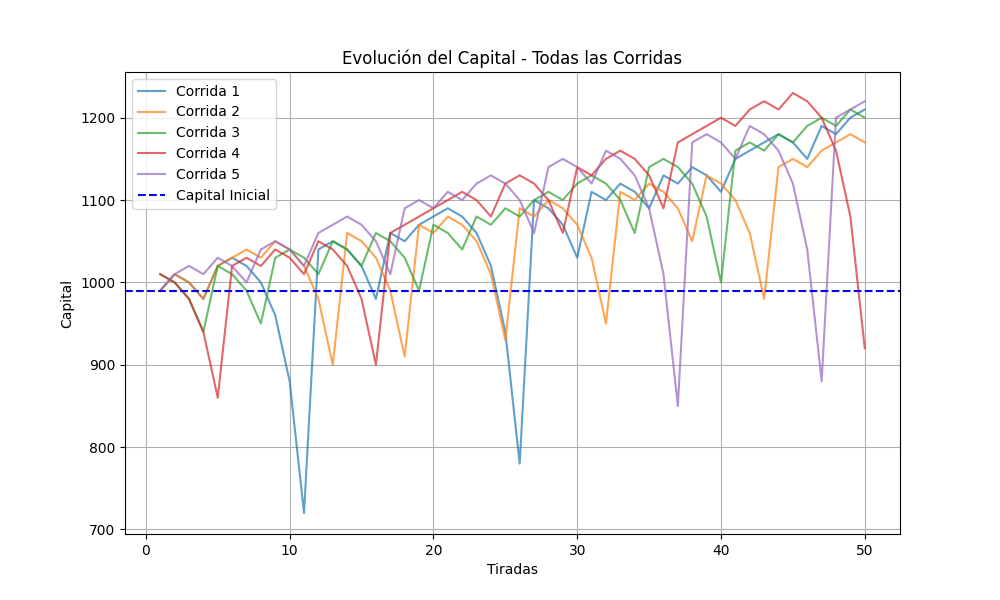 Evolución del Capital - Todas las Corridas
Corrida 1
Corrida 2
Corrida 3
Corrida 4
Corrida 5
Capital Inicial
1200
1100
1000
900
800
700
Capital
0
10
20
30
40
50
Tiradas